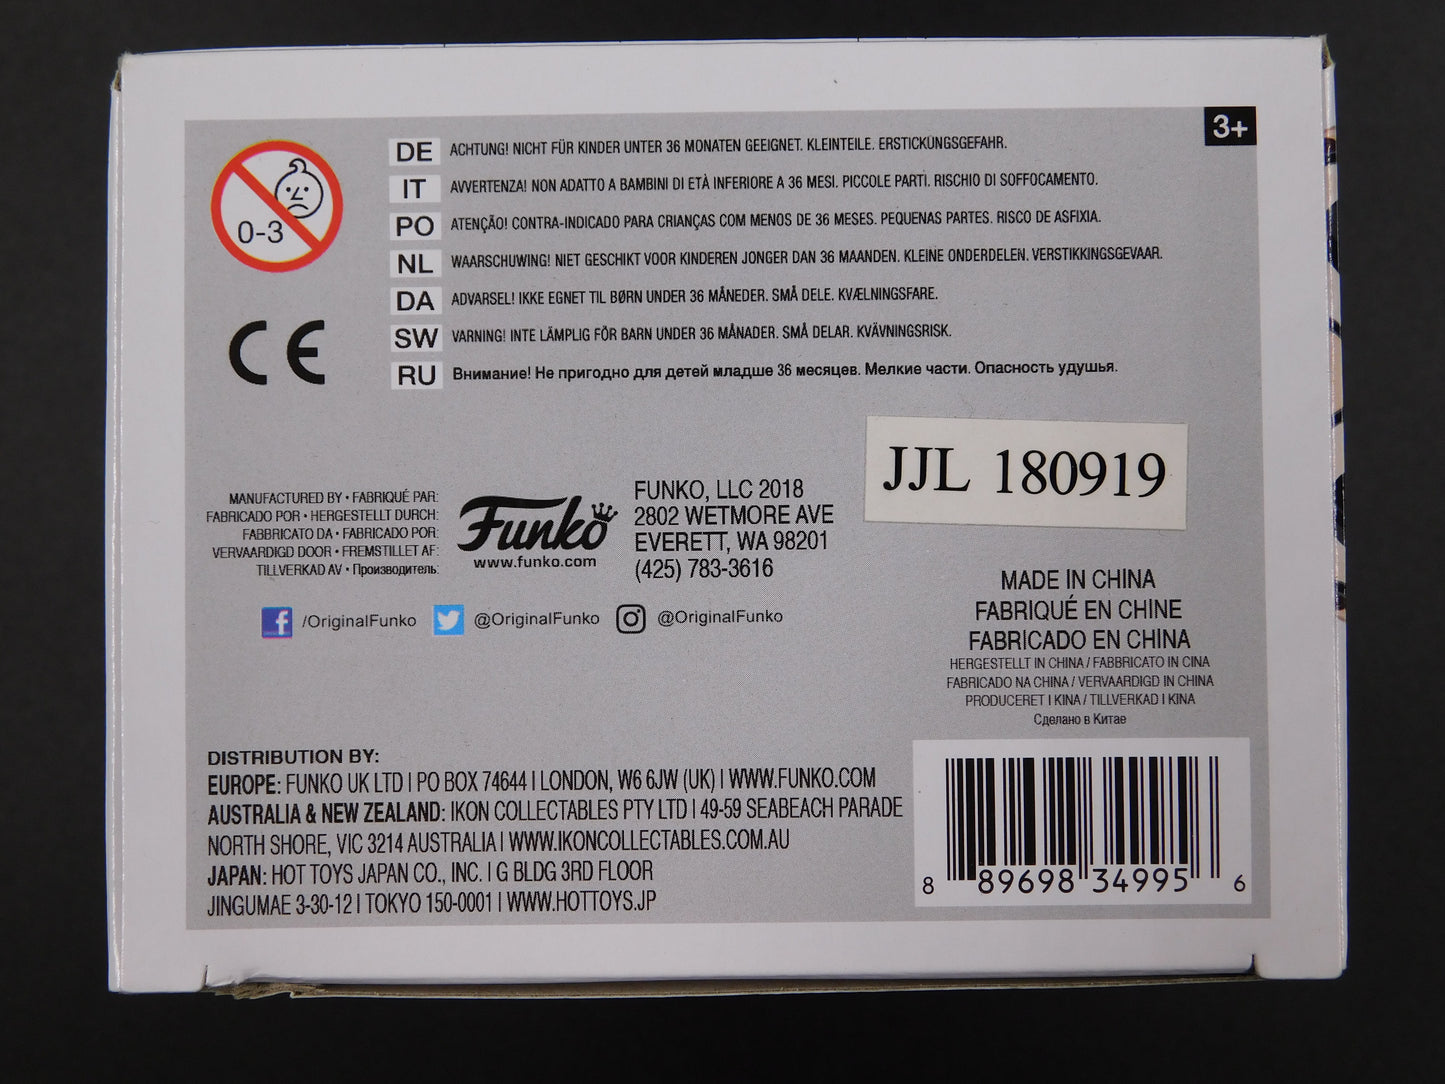 3+
0-3
DE ACHTUNG! NICHT FÜR KINDER UNTER 36 MONATEN GEEIGNET. KLEINTEILE. ERSTICKUNGSGEFAHR.
IT AVVERTENZA! NON ADATTO A BAMBINI DI ETÀ INFERIORE A 36 MESI. PICCOLE PARTI. RISCHIO DI SOFFOCAMENTO.
PO ATENÇÃO! CONTRA-INDICADO PARA CRIANÇAS COM MENOS DE 36 MESES. PEQUENAS PARTES. RISCO DE ASFIXIA.
NL WAARSCHUWING! NIET GESCHIKT VOOR KINDEREN JONGER DAN 36 MAANDEN. KLEINE ONDERDELEN. VERSTIKKINGSGEVAAR.
DA ADVARSEL! IKKE EGNET TIL BØRN UNDER 36 MÅNEDER. SMÅ DELE. KVÆLNINGSFARE.
SW VARNING! INTE LÄMPLIG FÖR BARN UNDER 36 MÅNADER. SMÅ DELAR. KVÄVNINGSRISK.
RU Внимание! Не пригодно для детей младше 36 месяцев. Мелкие части. Опасность удушья.
CE
JJL 180919
MANUFACTURED BY • FABRIQUÉ PAR:
FABRICADO POR • HERGESTELLT DURCH:
FABBRICATO DA • FABRICADO POR:
VERVAARDIGD DOOR • FREMSTILLET AF:
TILLVERKAD AV • Производитель:
Funko
www.funko.com
FUNKO, LLC 2018
2802 WETMORE AVE
EVERETT, WA 98201
(425) 783-3616
/OriginalFunko @OriginalFunko @OriginalFunko
MADE IN CHINA
FABRIQUÉ EN CHINE
FABRICADO EN CHINA
HERGESTELLT IN CHINA / FABBRICATO IN CINA
FABRICADO NA CHINA / VERVAARDIGD IN CHINA
PRODUCERET I KINA / TILLVERKAD I KINA
Сделано в Китае
DISTRIBUTION BY:
EUROPE: FUNKO UK LTD | PO BOX 74644 | LONDON, W6 6JW (UK) | WWW.FUNKO.COM
AUSTRALIA & NEW ZEALAND: IKON COLLECTABLES PTY LTD | 49-59 SEABEACH PARADE
NORTH SHORE, VIC 3214 AUSTRALIA | WWW.IKONCOLLECTABLES.COM.AU
JAPAN: HOT TOYS JAPAN CO., INC. | G BLDG 3RD FLOOR
JINGUMAE 3-30-12 | TOKYO 150-0001 | WWW.HOTTOYS.JP
8 89698 34995 6